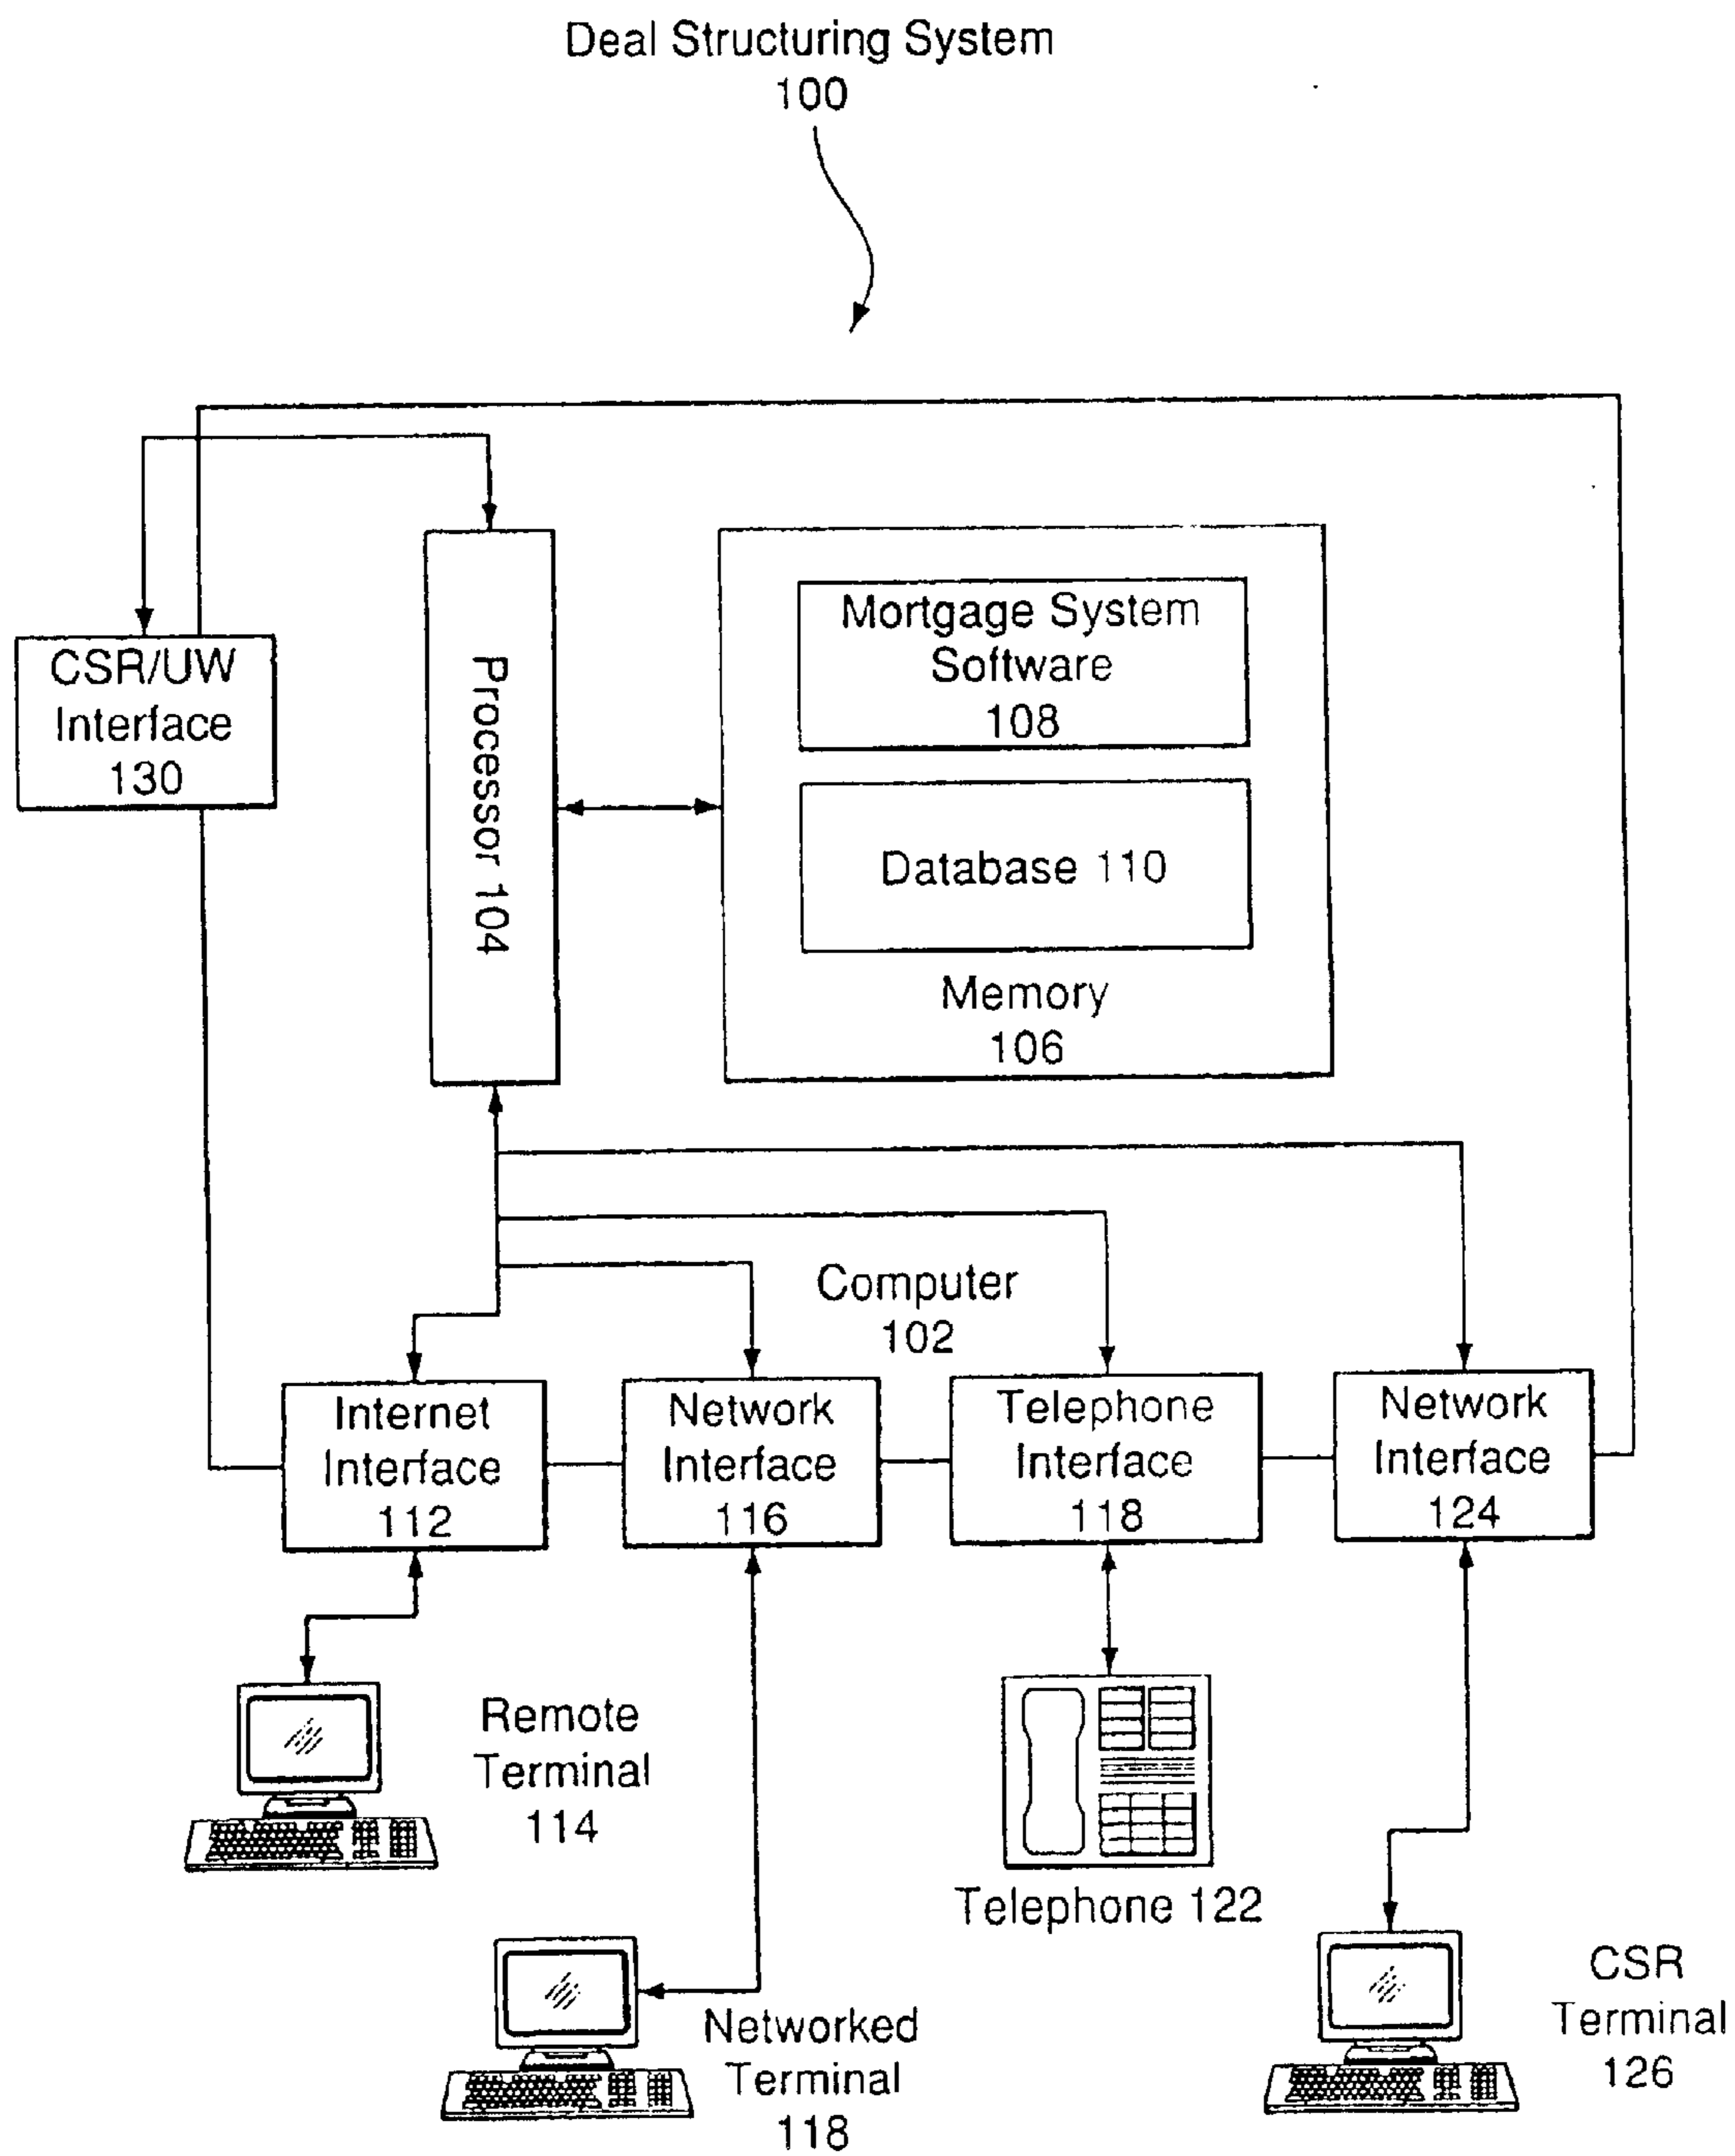 Deal Structuring System
100
CSR/UW
Interface
130
Processor 104
Mortgage System
Software
108
Database 110
Memory
106
Computer
102
Internet
Interface
112
Network
Interface
116
Telephone
Interface
118
Network
Interface
124
Remote
Terminal
114
Telephone 122
Networked
Terminal
118
CSR
Terminal
126